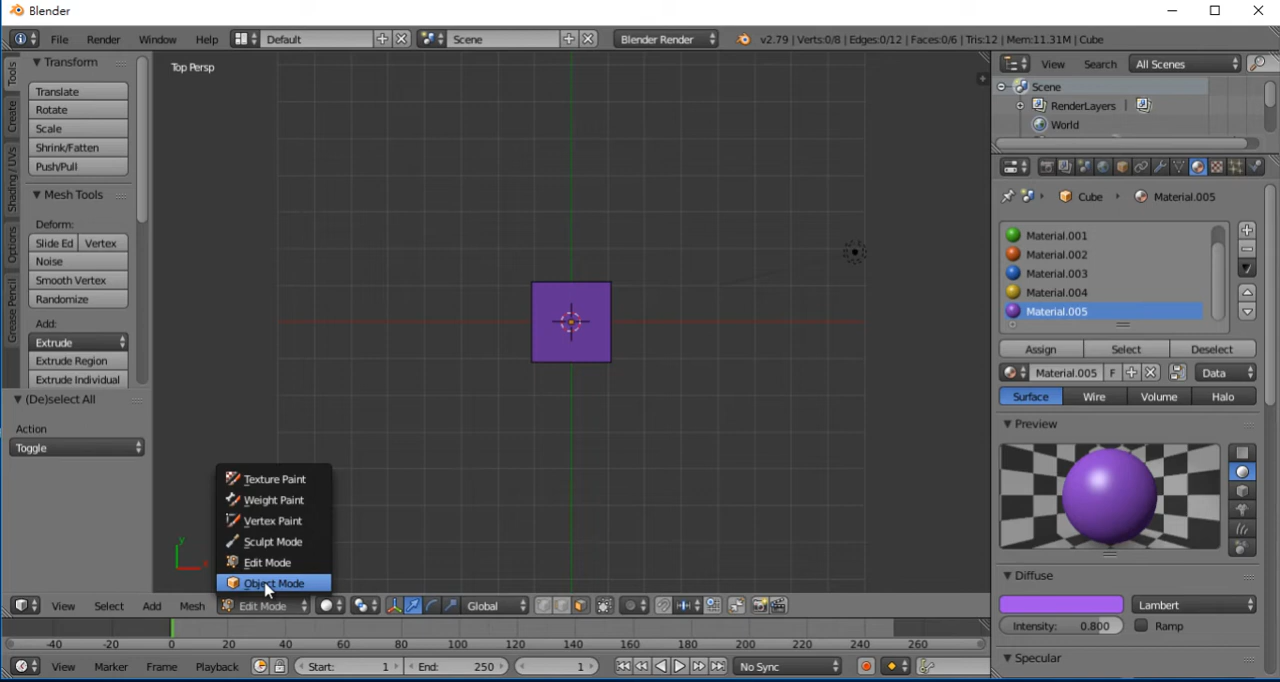 Blender
File Render Window Help Default Scene Blender Render v2.79 | Verts:0/8 | Edges:0/12 | Faces:0/6 | Tris:12 | Mem:11.31M | Cube
Tools
Create
Shading / UVs
Options
Grease Pencil
Transform
Translate
Rotate
Scale
Shrink/Fatten
Push/Pull
Mesh Tools
Deform:
Slide Ed Vertex
Noise
Smooth Vertex
Randomize
Add:
Extrude
Extrude Region
Extrude Individual
(De)select All
Action
Toggle
Top Persp
y
Texture Paint
Weight Paint
Vertex Paint
Sculpt Mode
Edit Mode
Object Mode
View Select Add Mesh Edit Mode Global
-40 -20 0 20 40 60 80 100 120 140 160 180 200 220 240 260
View Marker Frame Playback Start: 1 End: 250 1 No Sync
View Search All Scenes
Scene
RenderLayers |
World
Cube Material.005
Material.001
Material.002
Material.003
Material.004
Material.005
Assign Select Deselect
Material.005 F Data
Surface Wire Volume Halo
Preview
Diffuse
Lambert
Intensity: 0.800 Ramp
Specular